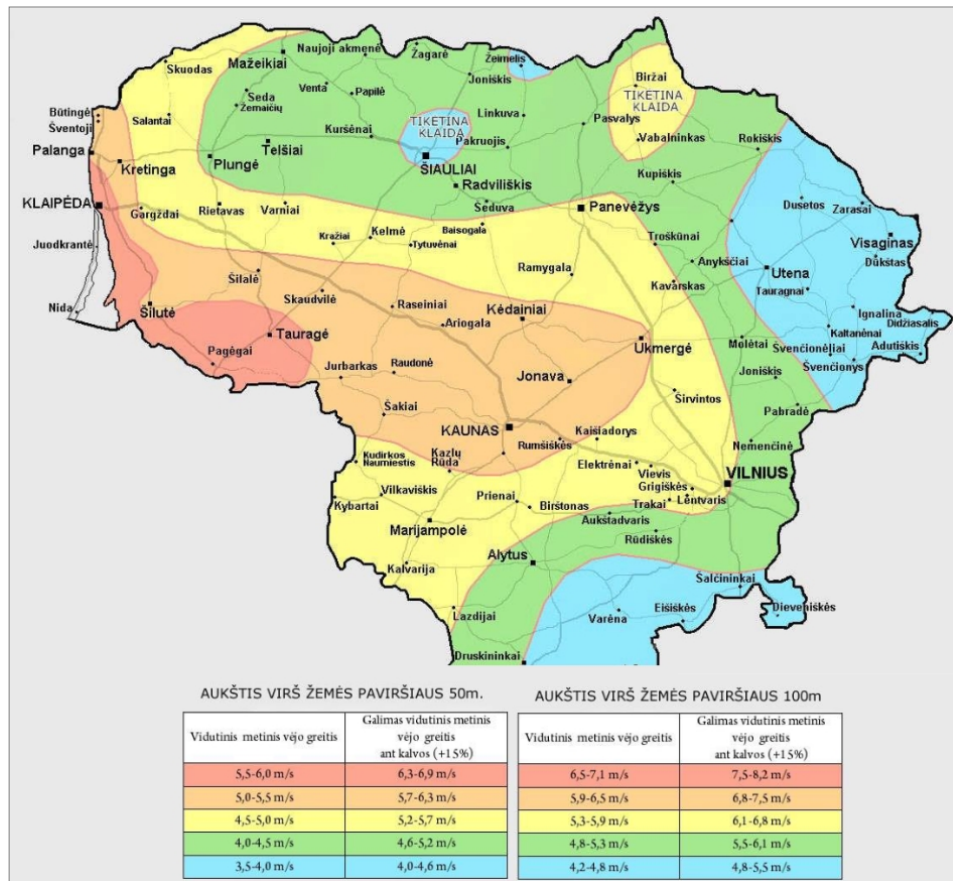 Skuodas
Mažeikiai
Naujoji akmenė
Žagarė
Žeimelis
Joniškis
Biržai
TIKĖTINA
KLAIDA
Seda
Žemaičių
Venta
Papilė
Linkuva
Pasvalys
Vabalninkas
Rokiškis
Būtingė
Šventoji
Salantai
Kuršėnai
TIKĖTINA
KLAIDA
Pakruojis
Palanga
Kretinga
Plungė
Telšiai
ŠIAULIAI
Radviliškis
Kupiškis
KLAIPĖDA
Gargždai
Rietavas
Varniai
Šeduva
Panevėžys
Dusetos
Zarasai
Juodkrantė
Kražiai
Kelmė
Tytuvėnai
Baisogala
Troškūnai
Anykščiai
Visaginas
Dūkštas
Nida
Šilalė
Skaudvilė
Raseiniai
Ramygala
Kavarskas
Utena
Tauragnai
Šilutė
Tauragė
Ariogala
Kėdainiai
Ukmergė
Molėtai
Ignalina
Didžiasalis
Kaltanėnai
Adutiškis
Švenčionėliai
Švenčionys
Pagėgai
Jurbarkas
Raudonė
Jonava
Joniškis
Širvintos
Pabradė
Šakiai
KAUNAS
Rumšiškės
Kaišiadorys
Nemenčinė
Kudirkos
Naumiestis
Kazlų
Rūda
Elektrėnai
Vievis
Grigiškės
VILNIUS
Kybartai
Vilkaviškis
Prienai
Birštonas
Trakai
Lentvaris
Marijampolė
Aukštadvaris
Rūdiškės
Kalvarija
Alytus
Šalčininkai
Lazdijai
Varėna
Eišiškės
Dieveniškės
Druskininkai
AUKŠTIS VIRŠ ŽEMĖS PAVIRŠIAUS 50m.
Vidutinis metinis vėjo greitis
Galimas vidutinis metinis
vėjo greitis
ant kalvos (+15%)
5,5-6,0 m/s 6,3-6,9 m/s
5,0-5,5 m/s 5,7-6,3 m/s
4,5-5,0 m/s 5,2-5,7 m/s
4,0-4,5 m/s 4,6-5,2 m/s
3,5-4,0 m/s 4,0-4,6 m/s
AUKŠTIS VIRŠ ŽEMĖS PAVIRŠIAUS 100m
Vidutinis metinis vėjo greitis
Galimas vidutinis metinis
vėjo greitis
ant kalvos (+15%)
6,5-7,1 m/s 7,5-8,2 m/s
5,9-6,5 m/s 6,8-7,5 m/s
5,3-5,9 m/s 6,1-6,8 m/s
4,8-5,3 m/s 5,5-6,1 m/s
4,2-4,8 m/s 4,8-5,5 m/s